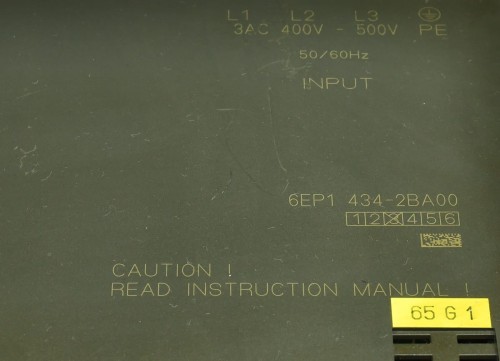 L1 L2 L3
3AC 400V - 500V PE
50/60Hz
INPUT
6EP1 434-2BA00
1 2 3 4 5 6
CAUTION !
READ INSTRUCTION MANUAL !
65 G 1